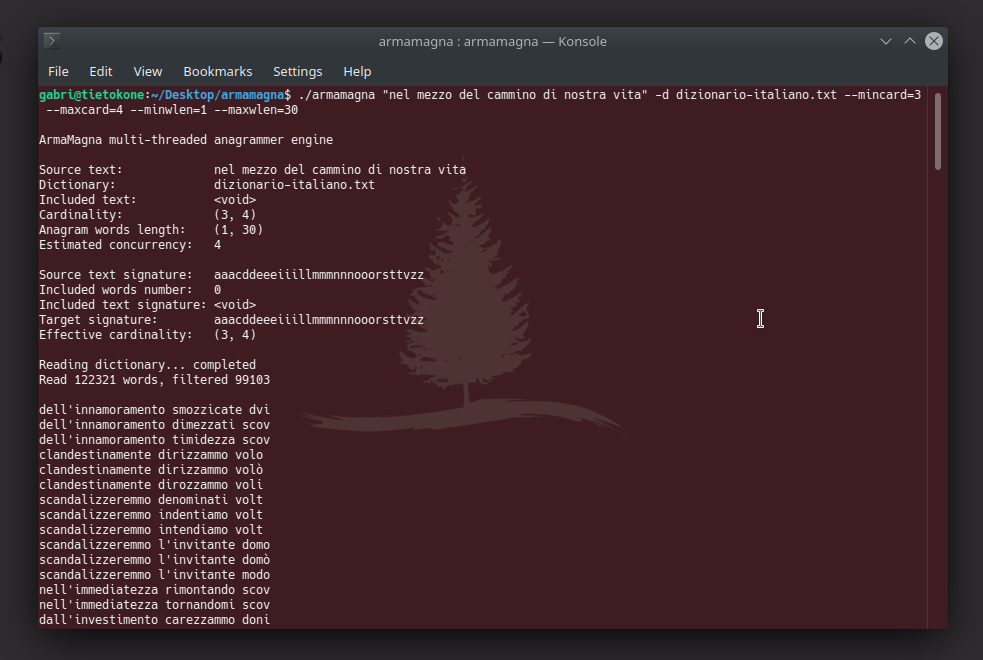 armamagna : armamagna — Konsole
File Edit View Bookmarks Settings Help
gabri@tietokone:~/Desktop/armamagna$ ./armamagna "nel mezzo del cammino di nostra vita" -d dizionario-italiano.txt --mincard=3
--maxcard=4 --minwlen=1 --maxwlen=30
ArmaMagna multi-threaded anagrammer engine
Source text: nel mezzo del cammino di nostra vita
Dictionary: dizionario-italiano.txt
Included text: <void>
Cardinality: (3, 4)
Anagram words length: (1, 30)
Estimated concurrency: 4
Source text signature: aaacddeeeiiiillmmmnnnooorsttvzz
Included words number: 0
Included text signature: <void>
Target signature: aaacddeeeiiiillmmmnnnooorsttvzz
Effective cardinality: (3, 4)
Reading dictionary... completed
Read 122321 words, filtered 99103
dell'innamoramento smozzicate dvi
dell'innamoramento dimezzati scov
dell'innamoramento timidezza scov
clandestinamente dirizzammo volo
clandestinamente dirizzammo volò
clandestinamente dirozzammo voli
scandalizzeremmo denominati volt
scandalizzeremmo indentiamo volt
scandalizzeremmo intendiamo volt
scandalizzeremmo l'invitante domo
scandalizzeremmo l'invitante domò
scandalizzeremmo l'invitante modo
nell'immediatezza rimontando scov
nell'immediatezza tornandomi scov
dall'investimento carezzammo doni